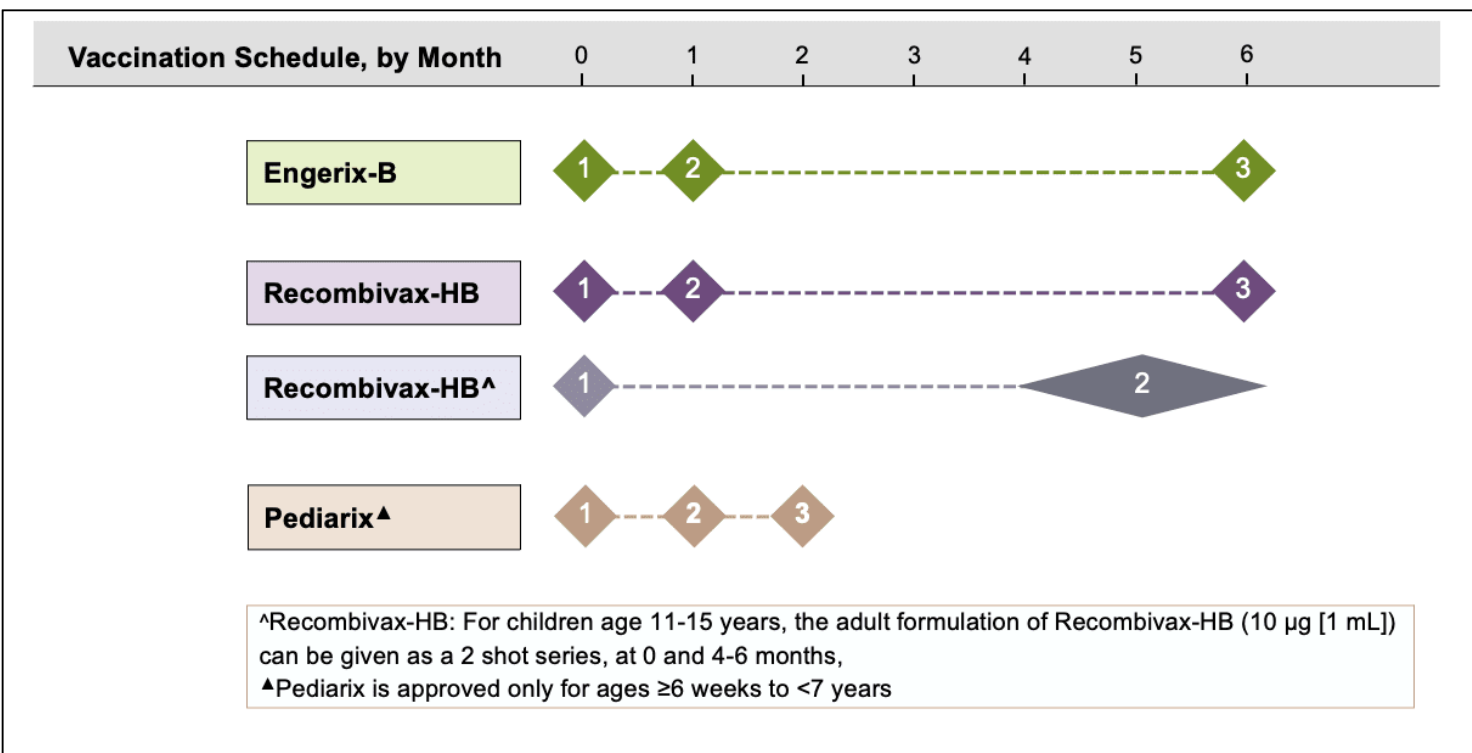 Vaccination Schedule, by Month 0 1 2 3 4 5 6
Engerix-B 1 2 3
Recombivax-HB 1 2 3
Recombivax-HB^ 1 2
Pediarix▲ 1 2 3
^Recombivax-HB: For children age 11-15 years, the adult formulation of Recombivax-HB (10 µg [1 mL])
can be given as a 2 shot series, at 0 and 4-6 months,
▲Pediarix is approved only for ages ≥6 weeks to <7 years